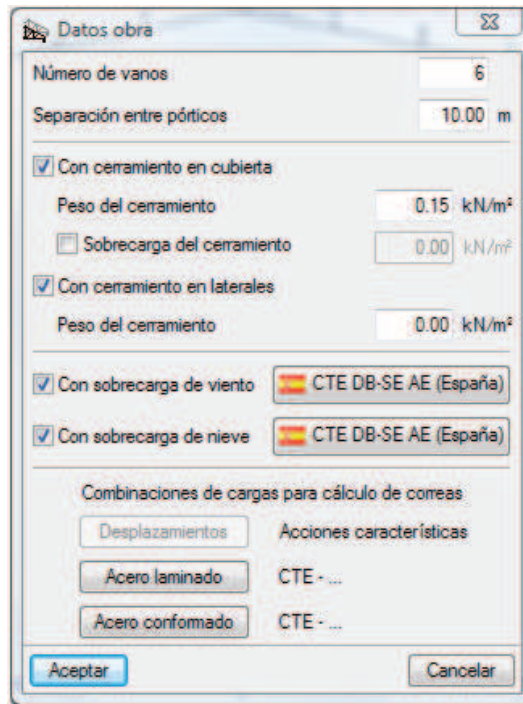 Datos obra
Número de vanos 6
Separación entre pórticos 10.00 m
Con cerramiento en cubierta
Peso del cerramiento 0.15 kN/m²
Sobrecarga del cerramiento 0.00 kN/m²
Con cerramiento en laterales
Peso del cerramiento 0.00 kN/m²
Con sobrecarga de viento CTE DB-SE AE (España)
Con sobrecarga de nieve CTE DB-SE AE (España)
Combinaciones de cargas para cálculo de correas
Desplazamientos Acciones características
Acero laminado CTE - ...
Acero conformado CTE - ...
Aceptar Cancelar